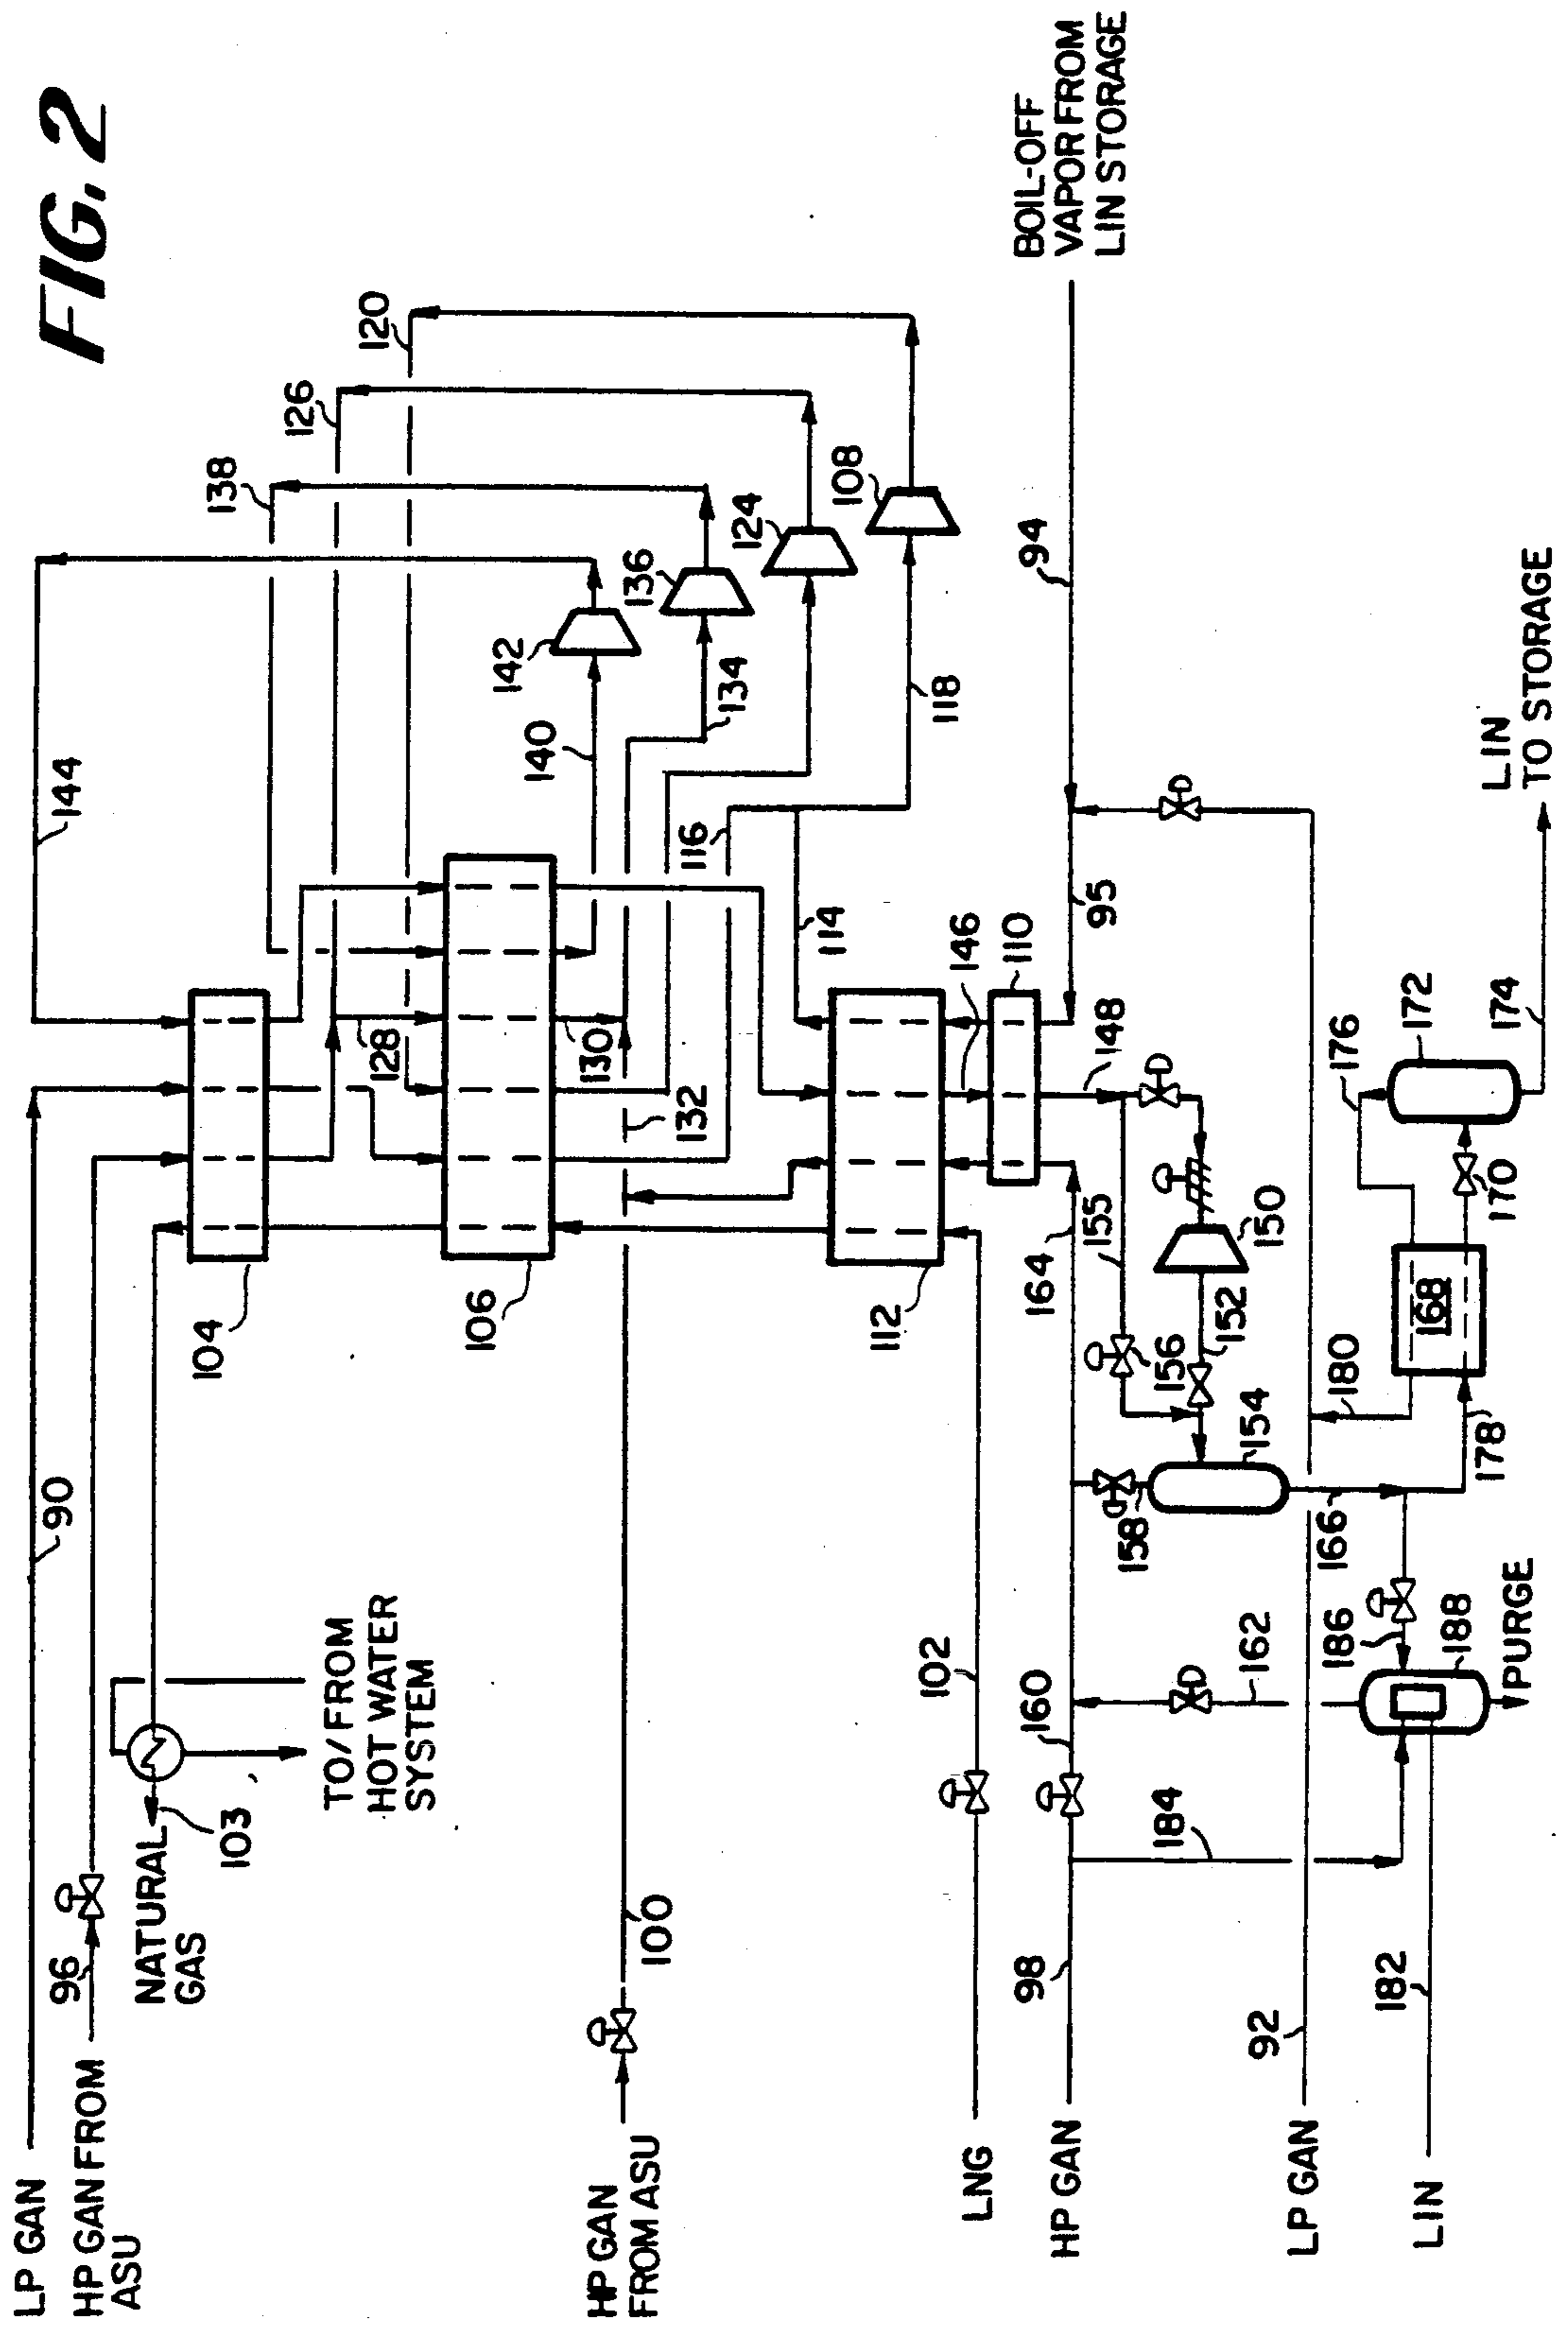 FIG. 2
LP GAN
90
144
HP GAN FROM
ASU
96
NATURAL
GAS
103
TO/FROM
HOT WATER
SYSTEM
104
138
126
120
128
106
130
132
140
142
134
136
124
108
116
118
114
HP GAN
FROM ASU
100
LNG
102
112
146
110
BOIL-OFF
VAPOR FROM
LIN STORAGE
94
95
HP GAN
98
160
164
148
155
156
150
152
154
158
184
162
LP GAN
92
166
180
168
170
176
172
174
178
186
188
PURGE
LIN
182
LIN
TO STORAGE